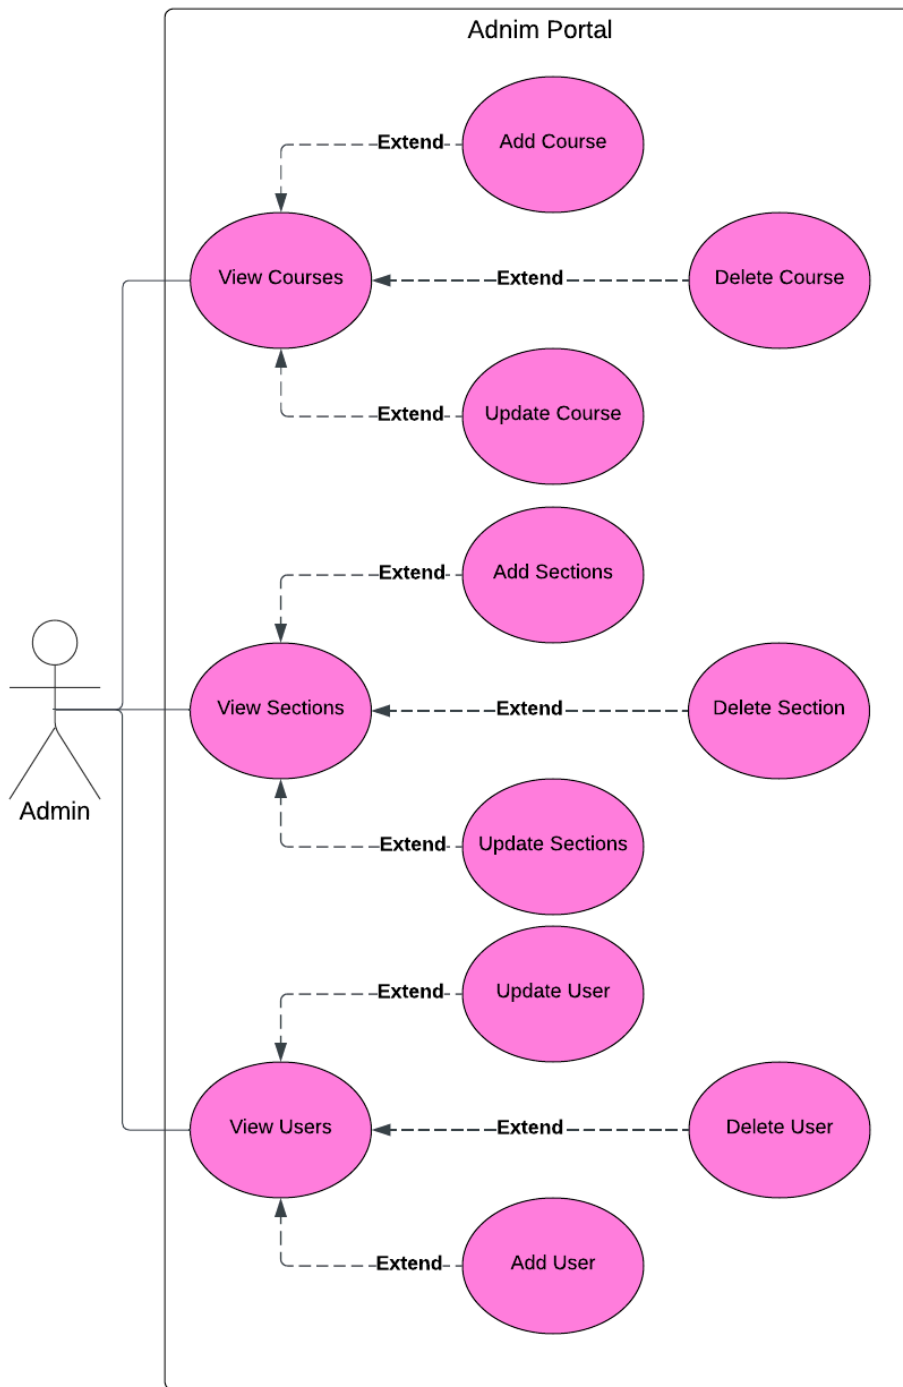 Adnim Portal
Extend
Add Course
View Courses
Extend
Delete Course
Extend
Update Course
Extend
Add Sections
View Sections
Extend
Delete Section
Extend
Update Sections
Admin
Extend
Update User
View Users
Extend
Delete User
Extend
Add User